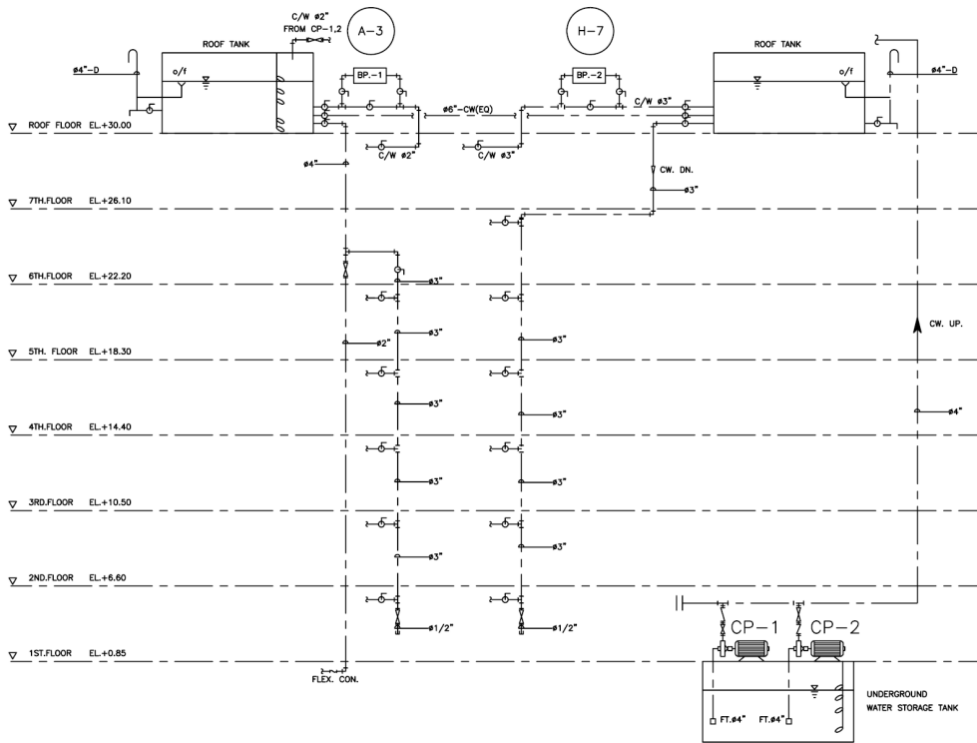 C/W ø2"
FROM CP-1,2
A-3
H-7
ROOF TANK
ROOF TANK
ø4"-D
o/f
BP.-1
BP.-2
o/f
ø4"-D
ø6"-CW(EQ)
C/W ø3"
ROOF FLOOR EL.+30.00
C/W ø2"
C/W ø3"
ø4"
CW. DN.
ø3"
7TH.FLOOR EL.+26.10
6TH.FLOOR EL.+22.20
ø3"
CW. UP.
ø3"
ø2"
ø3"
5TH. FLOOR EL.+18.30
ø3"
ø3"
ø4"
4TH.FLOOR EL.+14.40
ø3"
ø3"
3RD.FLOOR EL.+10.50
ø3"
ø3"
2ND.FLOOR EL.+6.60
ø1/2"
ø1/2"
CP-1
CP-2
1ST.FLOOR EL.+0.85
FLEX. CON.
UNDERGROUND
WATER STORAGE TANK
FT.ø4"
FT.ø4"